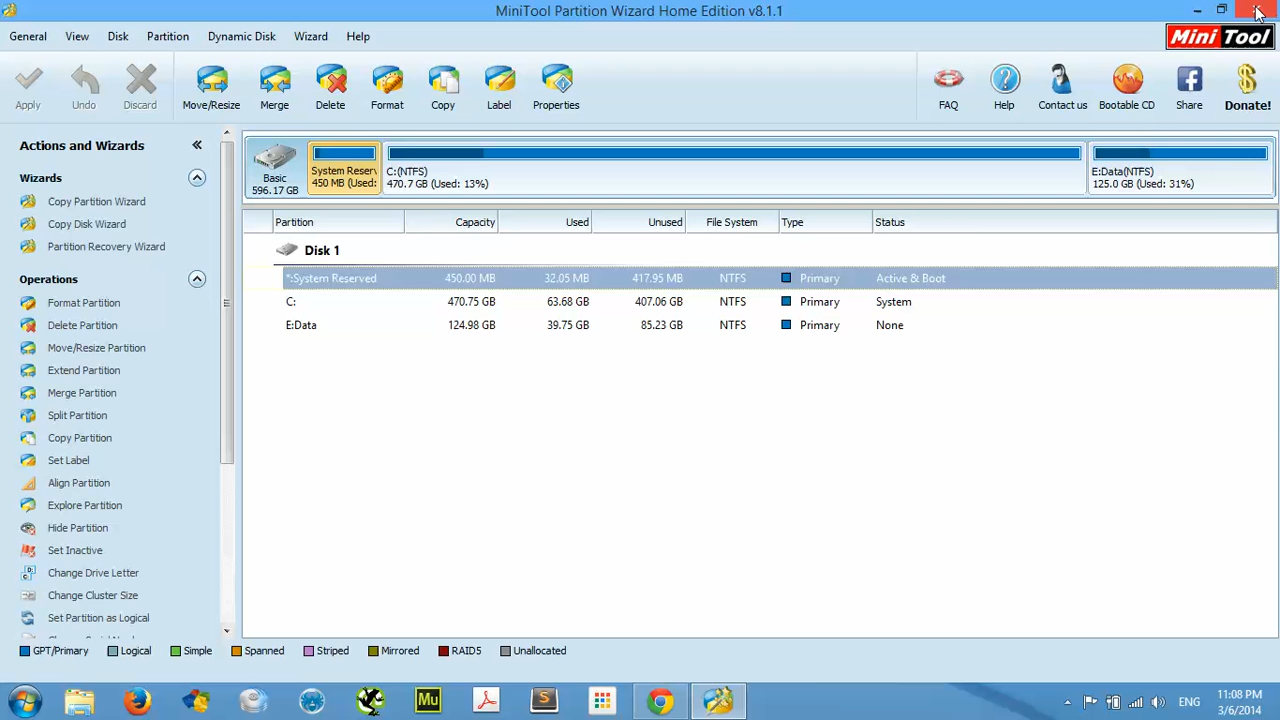 MiniTool Partition Wizard Home Edition v8.1.1
General View Disk Partition Dynamic Disk Wizard Help
Mini Tool
Apply Undo Discard Move/Resize Merge Delete Format Copy Label Properties FAQ Help Contact us Bootable CD Share Donate!
Actions and Wizards
Wizards
Copy Partition Wizard
Copy Disk Wizard
Partition Recovery Wizard
Operations
Format Partition
Delete Partition
Move/Resize Partition
Extend Partition
Merge Partition
Split Partition
Copy Partition
Set Label
Align Partition
Explore Partition
Hide Partition
Set Inactive
Change Drive Letter
Change Cluster Size
Set Partition as Logical
Basic
596.17 GB
System Reserv
450 MB (Used:
C:(NTFS)
470.7 GB (Used: 13%)
E:Data(NTFS)
125.0 GB (Used: 31%)
Partition Capacity Used Unused File System Type Status
Disk 1
*:System Reserved 450.00 MB 32.05 MB 417.95 MB NTFS Primary Active & Boot
C: 470.75 GB 63.68 GB 407.06 GB NTFS Primary System
E:Data 124.98 GB 39.75 GB 85.23 GB NTFS Primary None
GPT/Primary Logical Simple Spanned Striped Mirrored RAID5 Unallocated
Mu
S
ENG
11:08 PM
3/6/2014